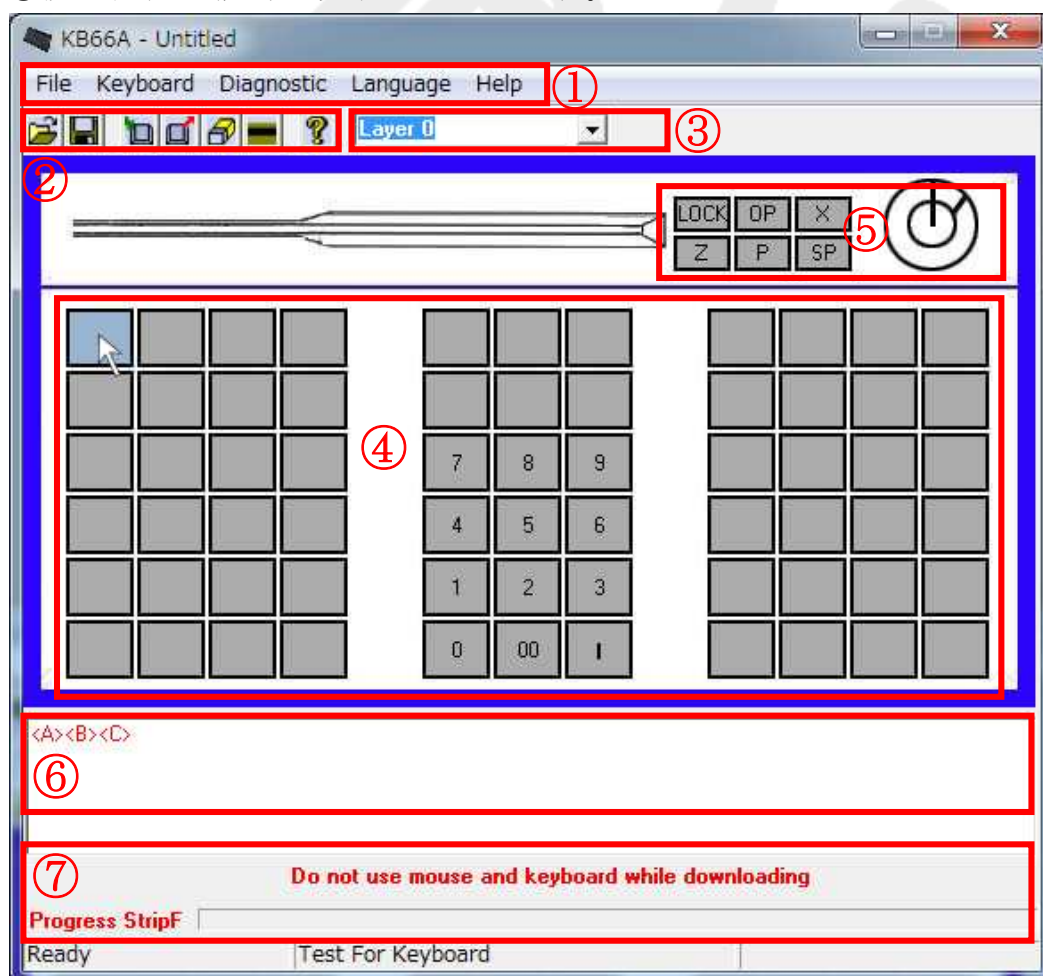 KB66A - Untitled
File Keyboard Diagnostic Language Help ①
Layer 0 ③
②
LOCK OP X ⑤
Z P SP
④
7 8 9
4 5 6
1 2 3
0 00
<A><B><C>
⑥
⑦
Do not use mouse and keyboard while downloading
Progress StripF
Ready Test For Keyboard